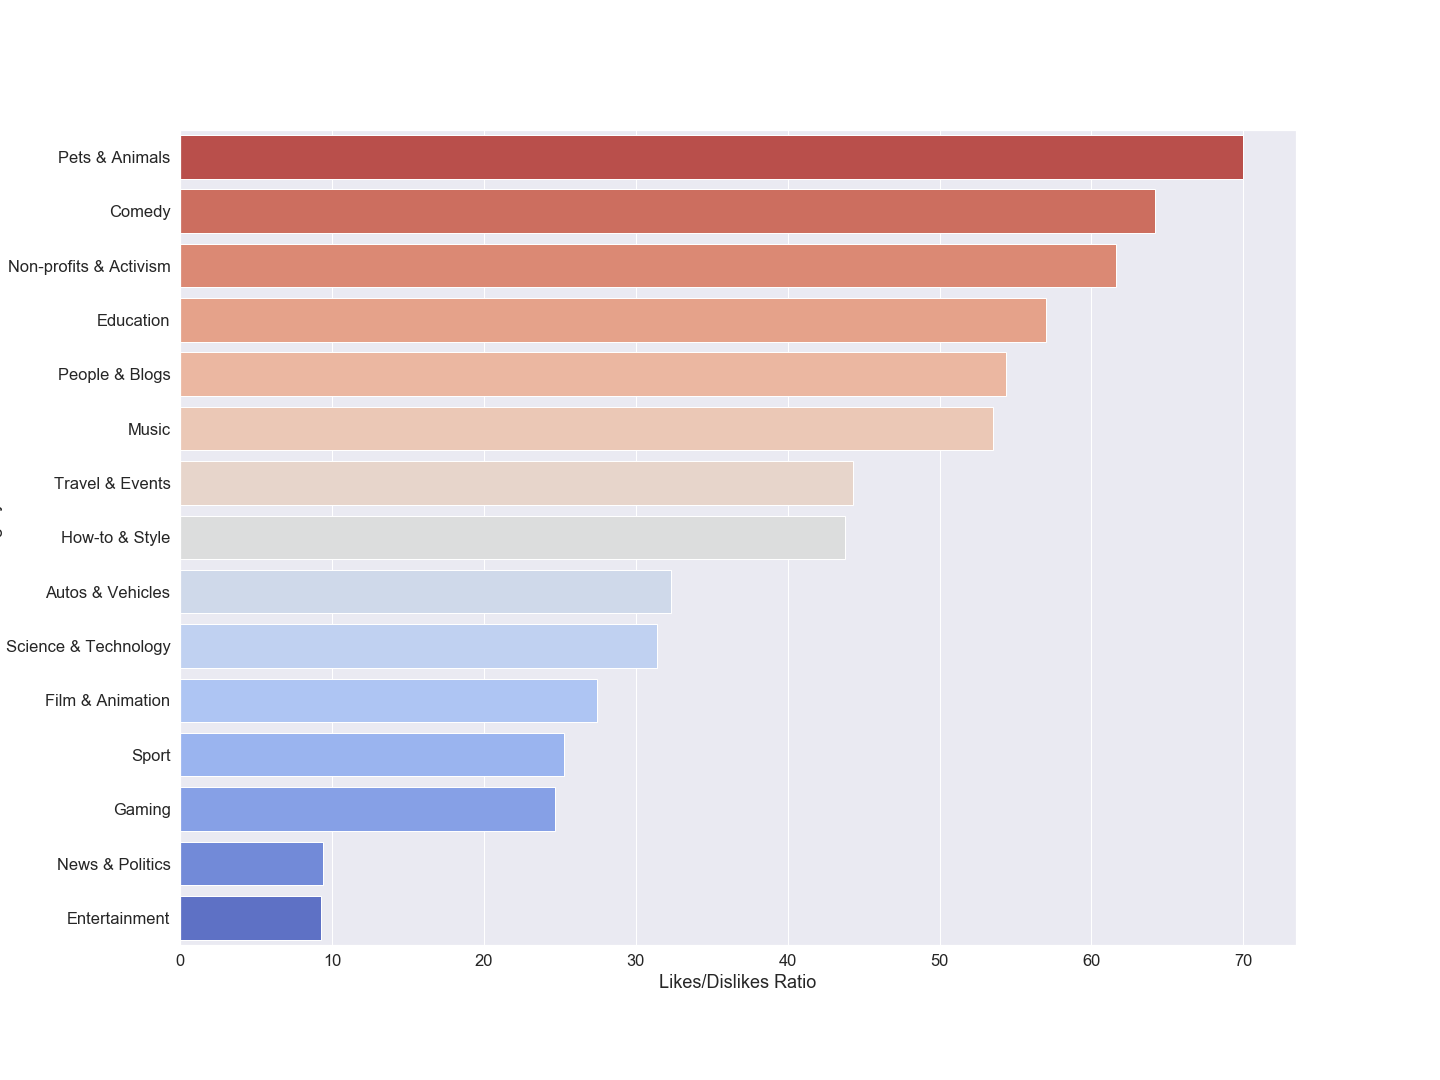 Pets & Animals
Comedy
Non-profits & Activism
Education
People & Blogs
Music
Travel & Events
How-to & Style
Autos & Vehicles
Science & Technology
Film & Animation
Sport
Gaming
News & Politics
Entertainment
0 10 20 30 40 50 60 70
Likes/Dislikes Ratio